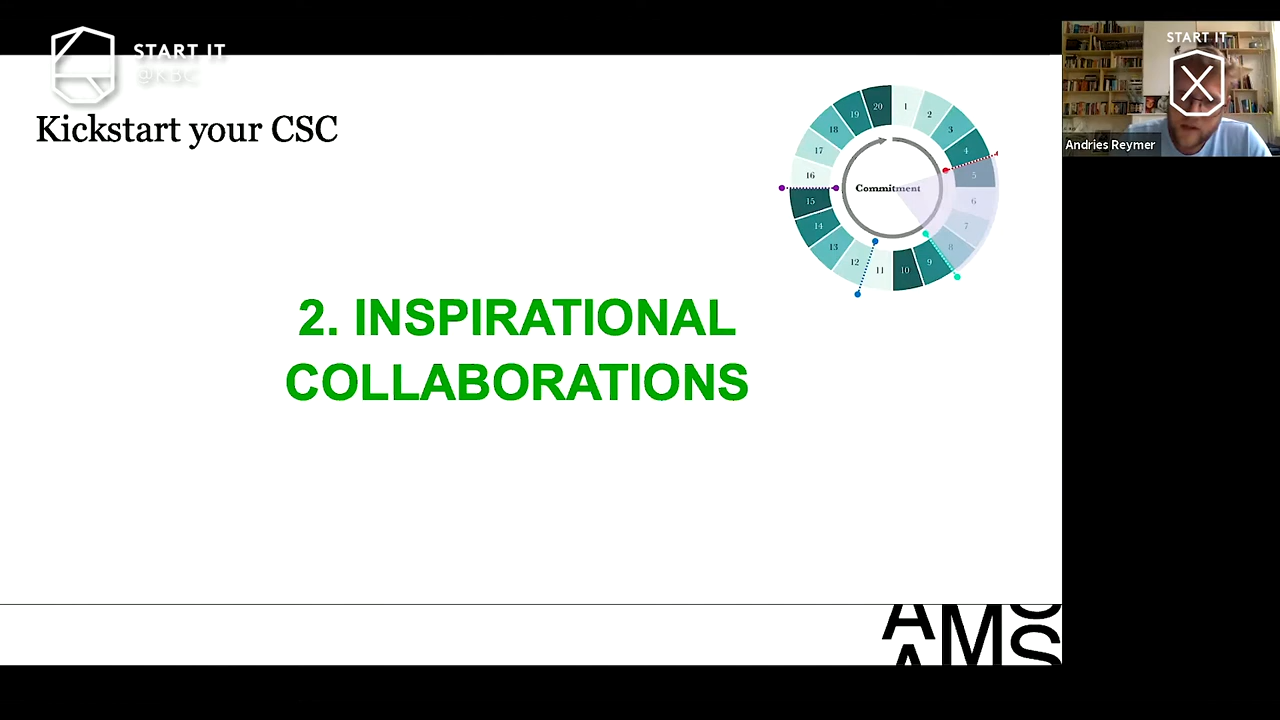 START IT
@KBC
START IT
X
Andries Reymer
Kickstart your CSC
20
1
2
3
4
5
6
7
8
9
10
11
12
13
14
15
16
17
18
19
Commitment
2. INSPIRATIONAL
COLLABORATIONS
AMS